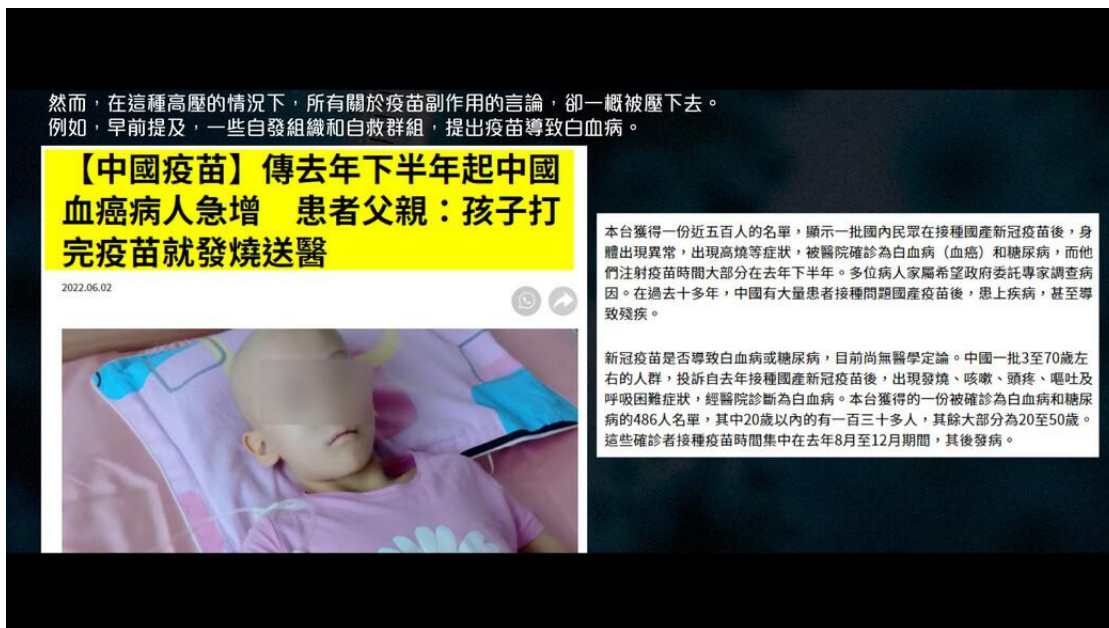 然而,在這種高壓的情況下,所有關於疫苗副作用的言論,卻一概被壓下去。
例如,早前提及,一些自發組織和自救群組,提出疫苗導致白血病。
【中國疫苗】傳去年下半年起中國
血癌病人急增　患者父親:孩子打
完疫苗就發燒送醫
2022.06.02
本台獲得一份近五百人的名單,顯示一批國內民眾在接種國產新冠疫苗後,身
體出現異常,出現高燒等症狀,被醫院確診為白血病(血癌)和糖尿病,而他
們注射疫苗時間大部分在去年下半年。多位病人家屬希望政府委託專家調查病
因。在過去十多年,中國有大量患者接種問題國產疫苗後,患上疾病,甚至導
致殘疾。
新冠疫苗是否導致白血病或糖尿病,目前尚無醫學定論。中國一批3至70歲左
右的人群,投訴自去年接種國產新冠疫苗後,出現發燒、咳嗽、頭疼、嘔吐及
呼吸困難症狀,經醫院診斷為白血病。本台獲得的一份被確診為白血病和糖尿
病的486人名單,其中20歲以內的有一百三十多人,其餘大部分為20至50歲。
這些確診者接種疫苗時間集中在去年8月至12月期間,其後發病。